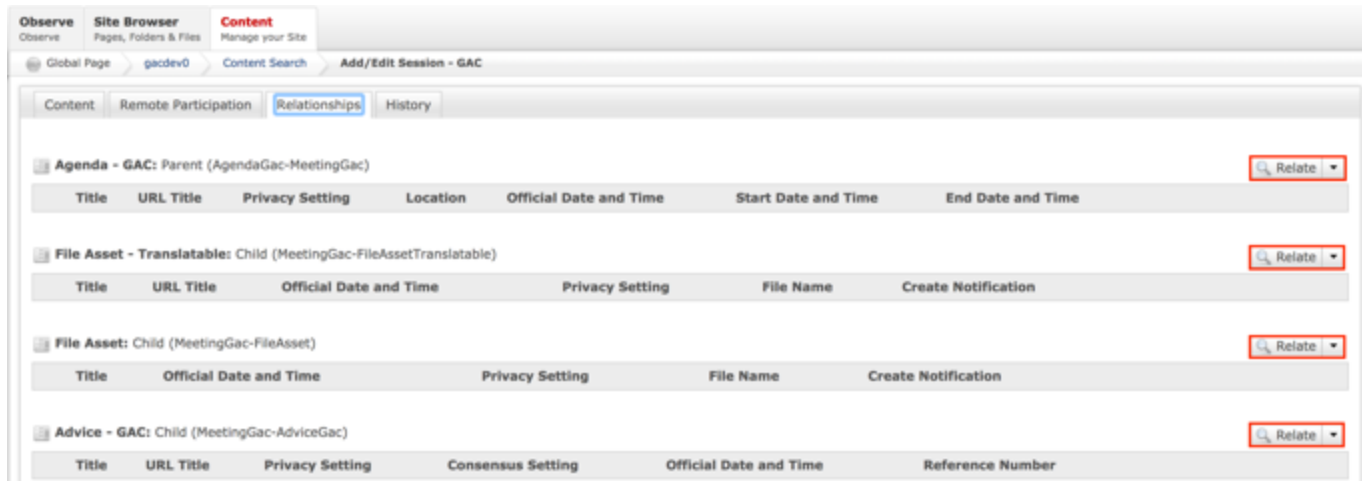 Observe Site Browser Content
Observe Pages, Folders & Files Manage your Site
Global Page gacdev0 Content Search Add/Edit Session - GAC
Content Remote Participation Relationships History
Agenda - GAC: Parent (AgendaGac-MeetingGac) Relate
Title URL Title Privacy Setting Location Official Date and Time Start Date and Time End Date and Time
File Asset - Translatable: Child (MeetingGac-FileAssetTranslatable) Relate
Title URL Title Official Date and Time Privacy Setting File Name Create Notification
File Asset: Child (MeetingGac-FileAsset) Relate
Title Official Date and Time Privacy Setting File Name Create Notification
Advice - GAC: Child (MeetingGac-AdviceGac) Relate
Title URL Title Privacy Setting Consensus Setting Official Date and Time Reference Number